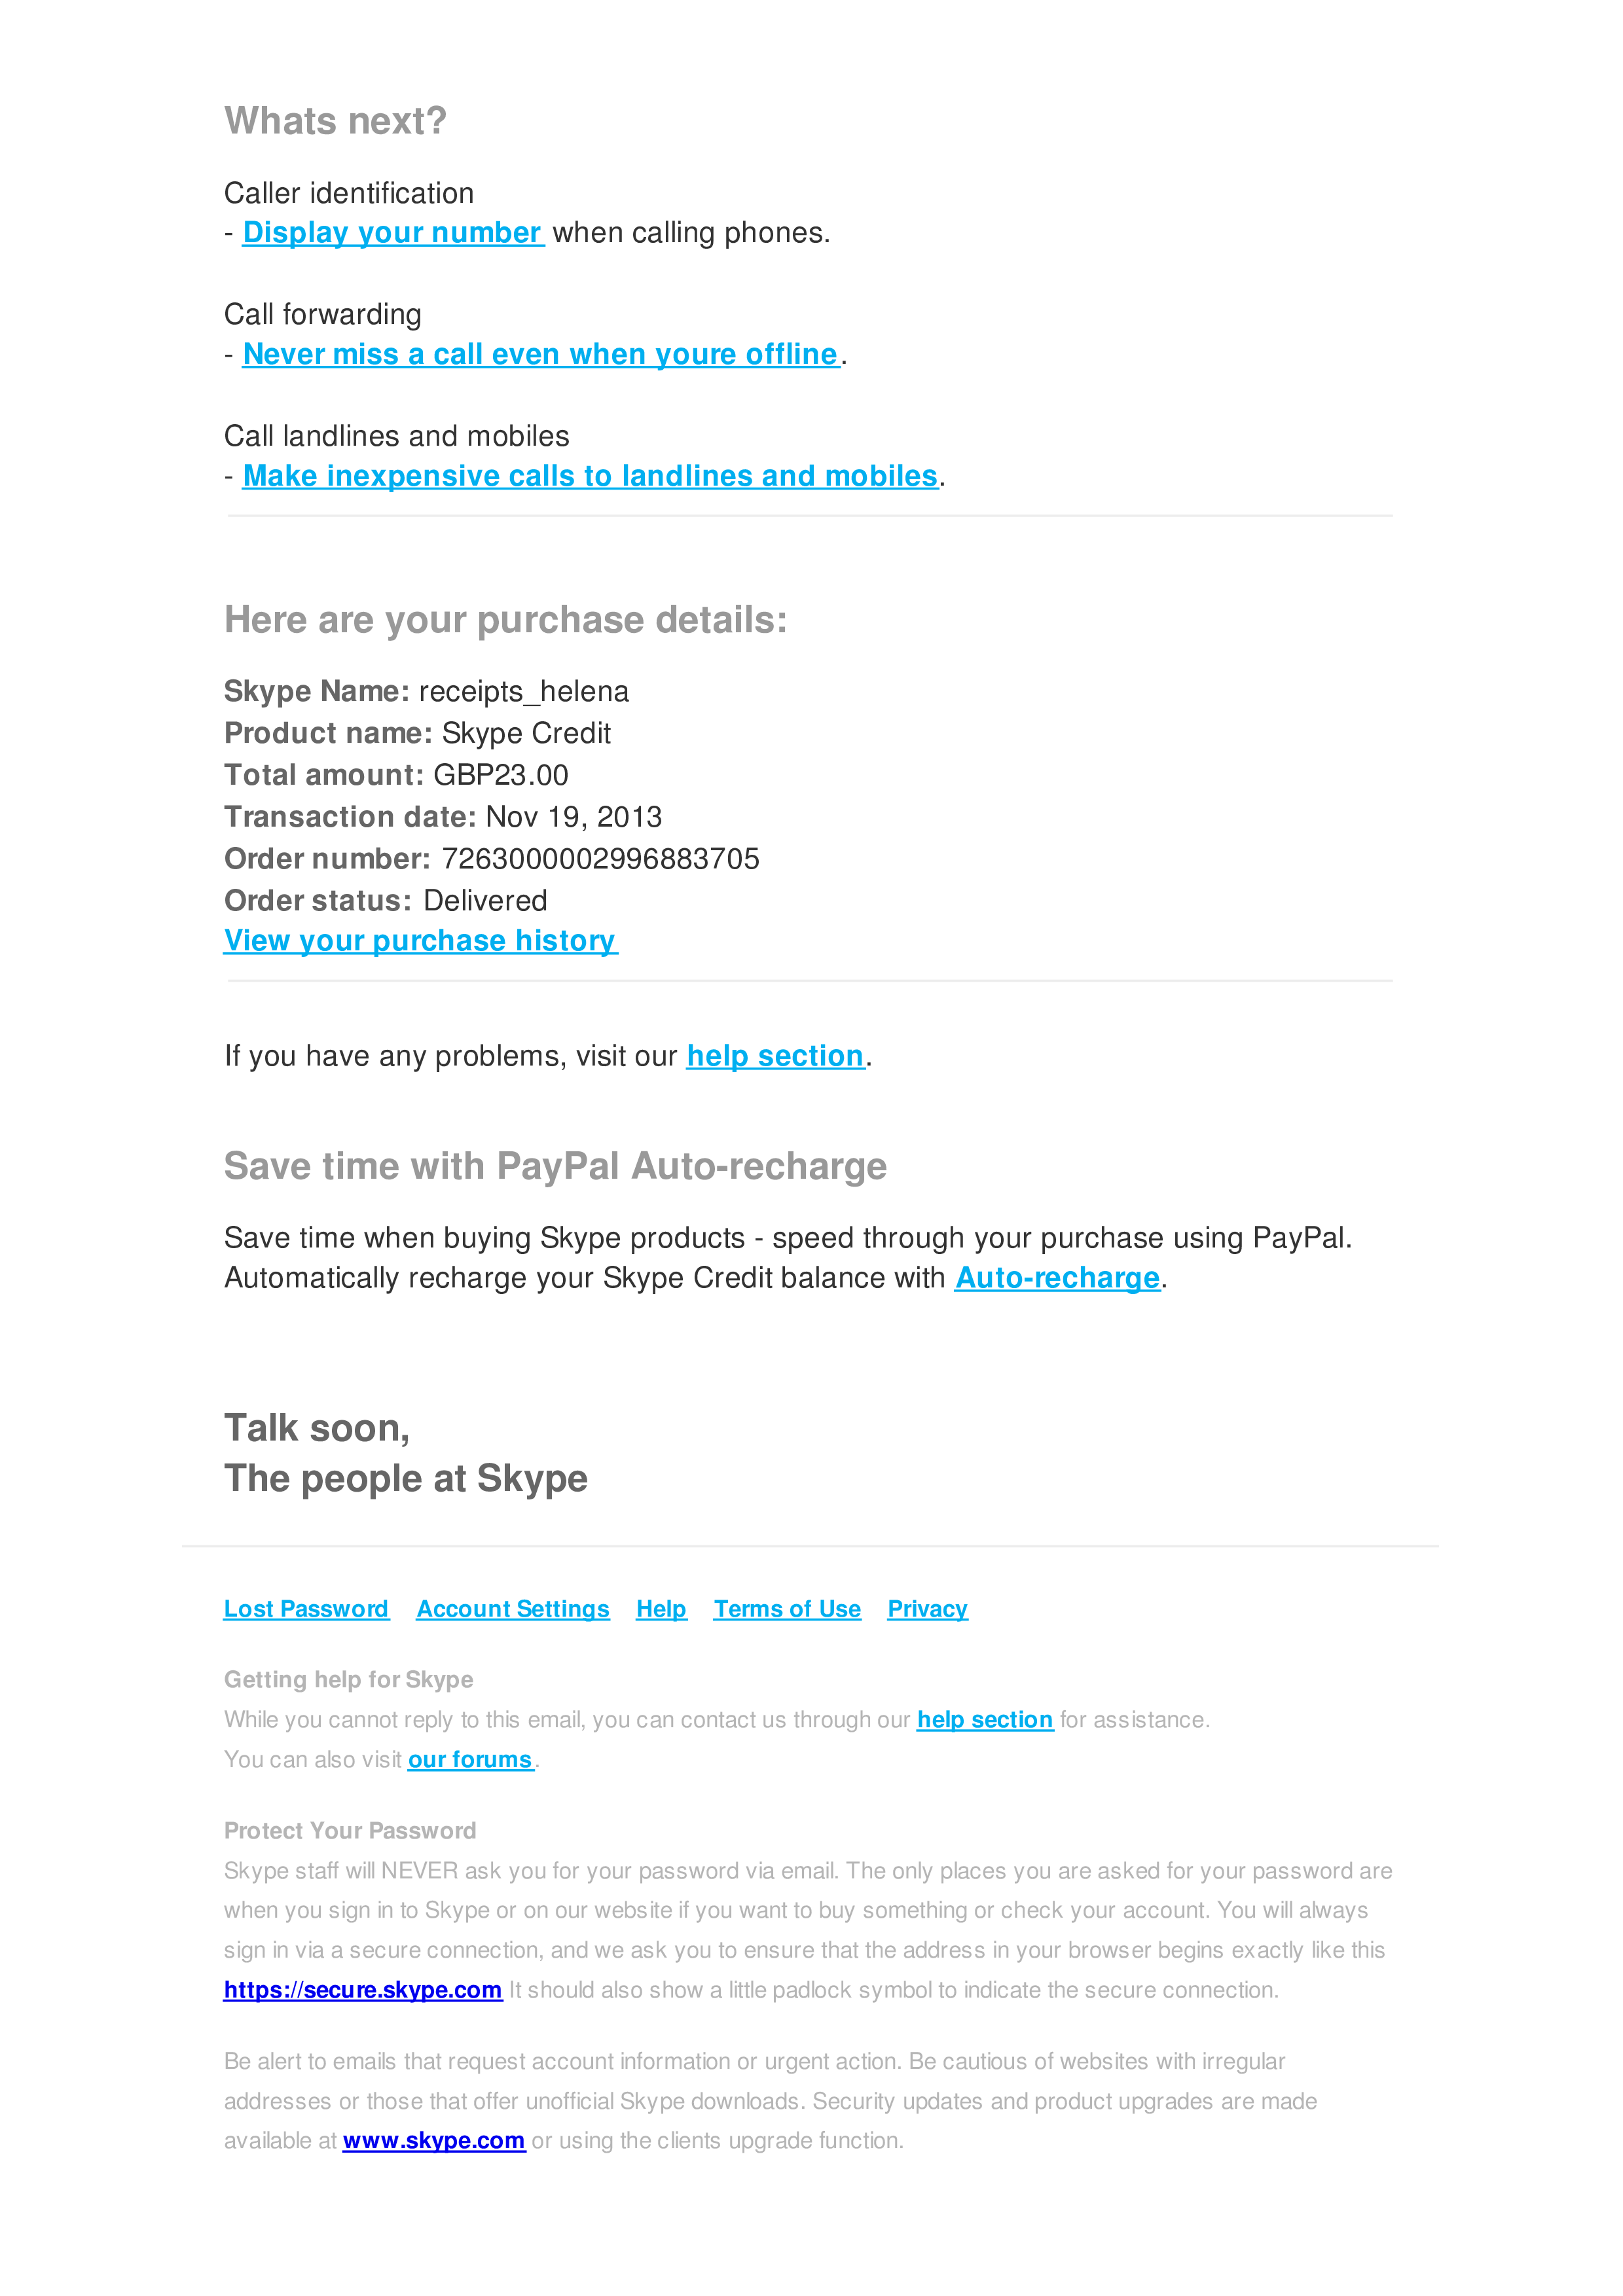 Whats next?
Caller identification
- Display your number when calling phones.
Call forwarding
- Never miss a call even when youre offline.
Call landlines and mobiles
- Make inexpensive calls to landlines and mobiles.
Here are your purchase details:
Skype Name: receipts_helena
Product name: Skype Credit
Total amount: GBP23.00
Transaction date: Nov 19, 2013
Order number: 7263000002996883705
Order status: Delivered
View your purchase history
If you have any problems, visit our help section.
Save time with PayPal Auto-recharge
Save time when buying Skype products - speed through your purchase using PayPal.
Automatically recharge your Skype Credit balance with Auto-recharge.
Talk soon,
The people at Skype
Lost Password Account Settings Help Terms of Use Privacy
Getting help for Skype
While you cannot reply to this email, you can contact us through our help section for assistance.
You can also visit our forums.
Protect Your Password
Skype staff will NEVER ask you for your password via email. The only places you are asked for your password are
when you sign in to Skype or on our website if you want to buy something or check your account. You will always
sign in via a secure connection, and we ask you to ensure that the address in your browser begins exactly like this
https://secure.skype.com It should also show a little padlock symbol to indicate the secure connection.
Be alert to emails that request account information or urgent action. Be cautious of websites with irregular
addresses or those that offer unofficial Skype downloads. Security updates and product upgrades are made
available at www.skype.com or using the clients upgrade function.